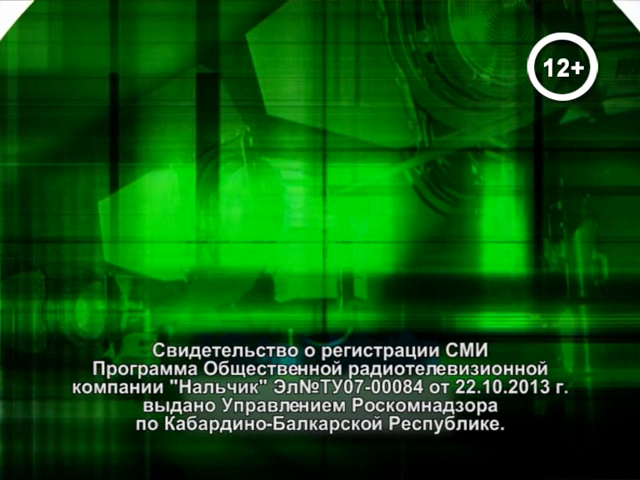 12+
Свидетельство о регистрации СМИ
Программа Общественной радиотелевизионной
компании "Нальчик" Эл№ТУ07-00084 от 22.10.2013 г.
выдано Управлением Роскомнадзора
по Кабардино-Балкарской Республике.